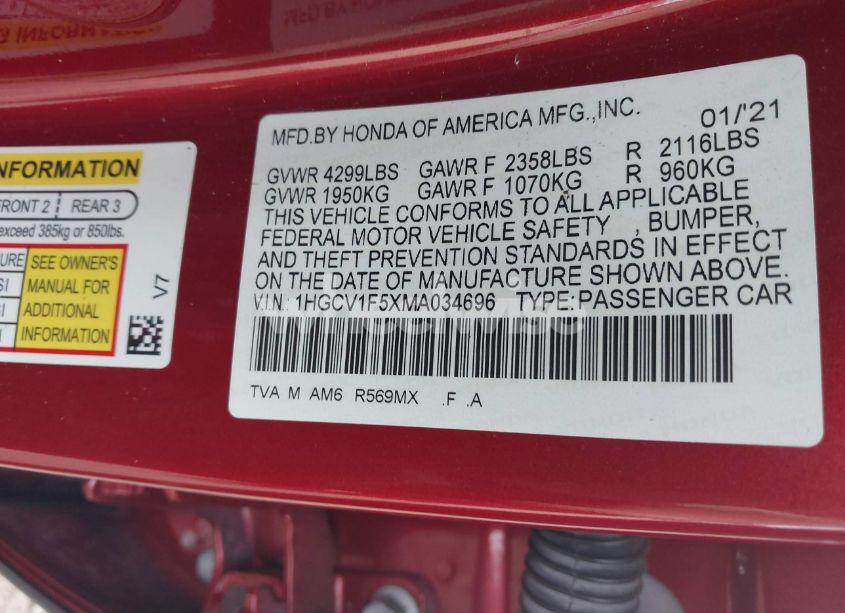 MFD.BY HONDA OF AMERICA MFG.,INC. 01/'21
GVWR 4299LBS GAWR F 2358LBS R 2116LBS
GVWR 1950KG GAWR F 1070KG R 960KG
THIS VEHICLE CONFORMS TO ALL APPLICABLE
FEDERAL MOTOR VEHICLE SAFETY , BUMPER,
AND THEFT PREVENTION STANDARDS IN EFFECT
ON THE DATE OF MANUFACTURE SHOWN ABOVE.
V.I.N.: 1HGCV1F5XMA034696 TYPE:PASSENGER CAR
TVA M AM6 R569MX .F .A
INFORMATION
FRONT 2 REAR 3
exceed 385kg or 850lbs.
SEE OWNER'S
MANUAL FOR
ADDITIONAL
INFORMATION
V7